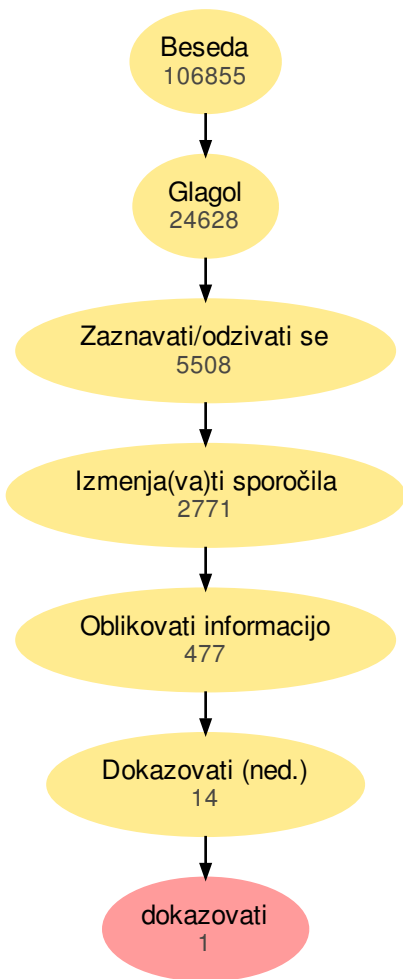 Beseda
106855
Glagol
24628
Zaznavati/odzivati se
5508
Izmenja(va)ti sporočila
2771
Oblikovati informacijo
477
Dokazovati (ned.)
14
dokazovati
1